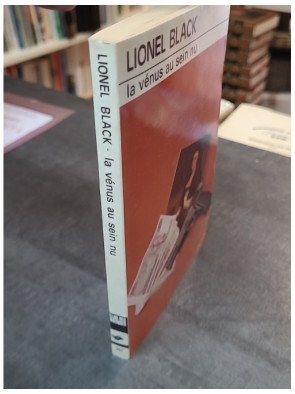 LIONEL BLACK
la vénus au sein nu
LIONEL BLACK · la vénus au sein nu